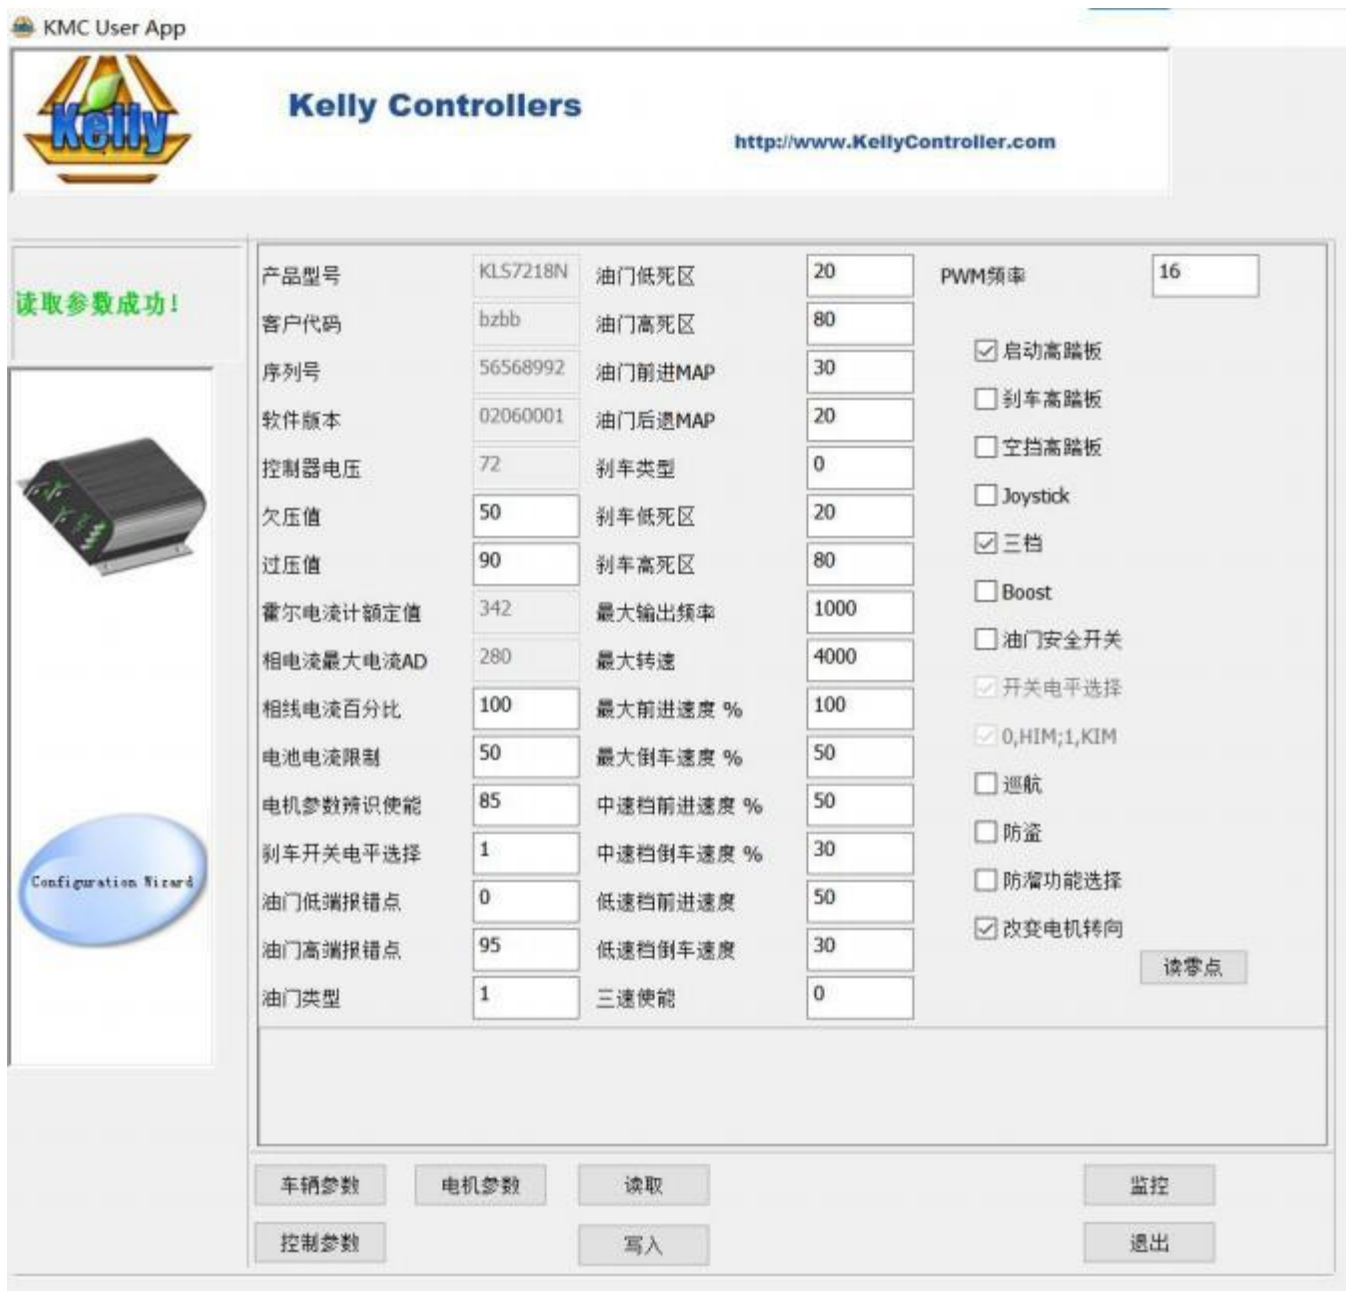 KMC User App
Kelly
Kelly Controllers
http://www.KellyController.com
读取参数成功!
产品型号 KLS7218N 油门低死区 20 PWM频率 16
客户代码 bzbb 油门高死区 80
启动高踏板
序列号 56568992 油门前进MAP 30
刹车高踏板
软件版本 02060001 油门后退MAP 20
空挡高踏板
控制器电压 72 刹车类型 0
Joystick
欠压值 50 刹车低死区 20
三档
过压值 90 刹车高死区 80
Boost
霍尔电流计额定值 342 最大输出频率 1000
油门安全开关
相电流最大电流AD 280 最大转速 4000
开关电平选择
相线电流百分比 100 最大前进速度 % 100
0,HIM;1,KIM
电池电流限制 50 最大倒车速度 % 50
巡航
电机参数辨识使能 85 中速档前进速度 % 50
防盗
刹车开关电平选择 1 中速档倒车速度 % 30
防溜功能选择
Configuration Wizard
油门低端报错点 0 低速档前进速度 50
改变电机转向
油门高端报错点 95 低速档倒车速度 30
读零点
油门类型 1 三速使能 0
车辆参数 电机参数 读取 监控
控制参数 写入 退出